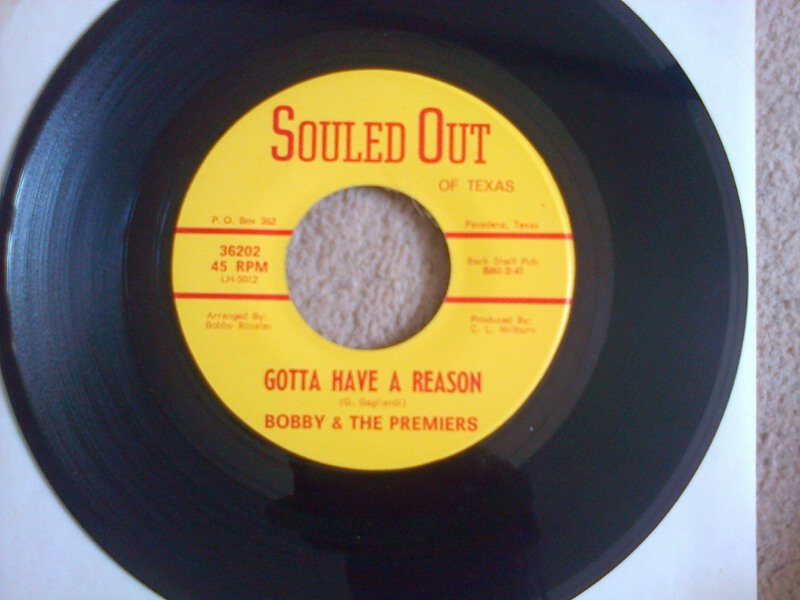 SOULED OUT
OF TEXAS
P. O. Box 362
Pasadena, Texas
36202
45 RPM
LH-5012
Back Shelf Pub.
BMI-2:45
Arranged By:
Bobby Rosales
Produced By:
C. L. Milburn
GOTTA HAVE A REASON
(G. Gagliardi)
BOBBY & THE PREMIERS